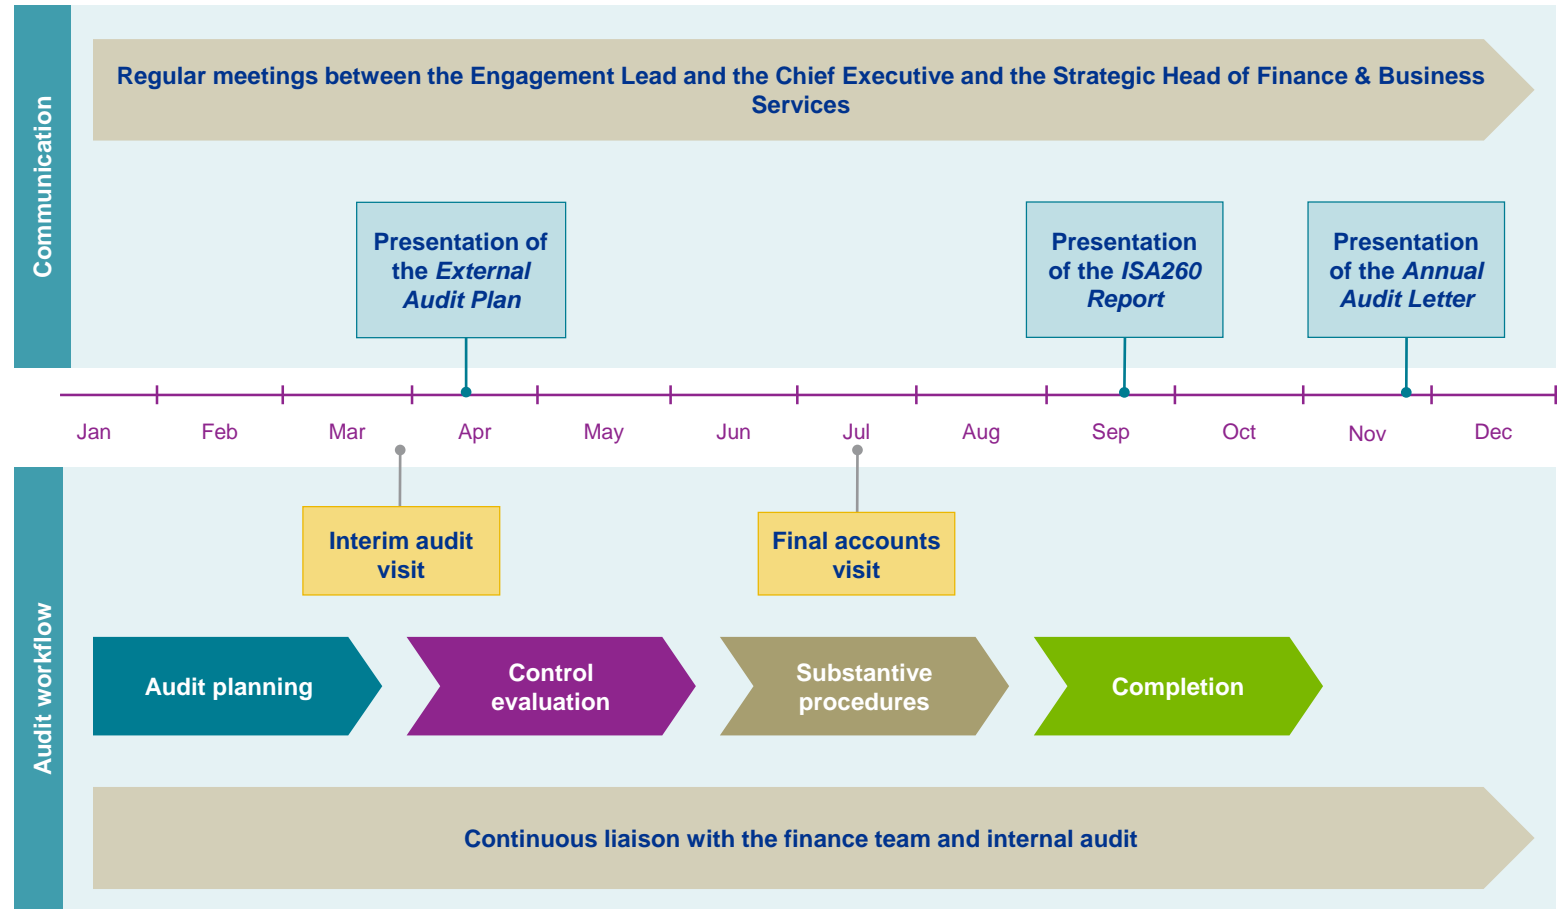 Communication
Regular meetings between the Engagement Lead and the Chief Executive and the Strategic Head of Finance & Business
Services
Presentation of
the External
Audit Plan
Presentation
of the ISA260
Report
Presentation
of the Annual
Audit Letter
Jan Feb Mar Apr May Jun Jul Aug Sep Oct Nov Dec
Audit workflow
Interim audit
visit
Final accounts
visit
Audit planning
Control
evaluation
Substantive
procedures
Completion
Continuous liaison with the finance team and internal audit